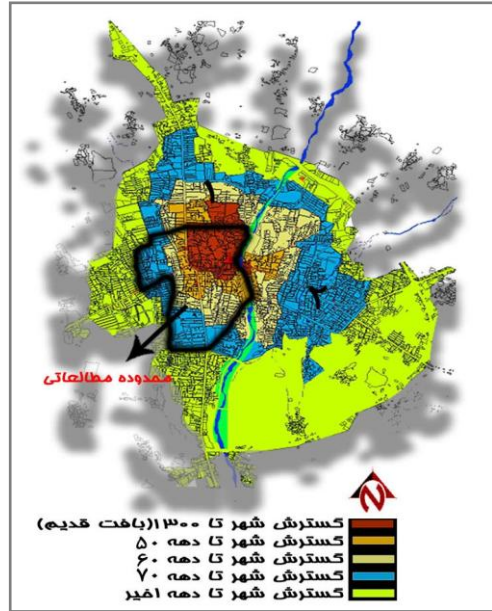 محدوده مطالعاتی
گسترش شهر تا ۱۳۰۰(بافت قدیم)
گسترش شهر تا دهه ۵۰
گسترش شهر تا دهه ۶۰
گسترش شهر تا دهه ۷۰
گسترش شهر تا دهه اخیر